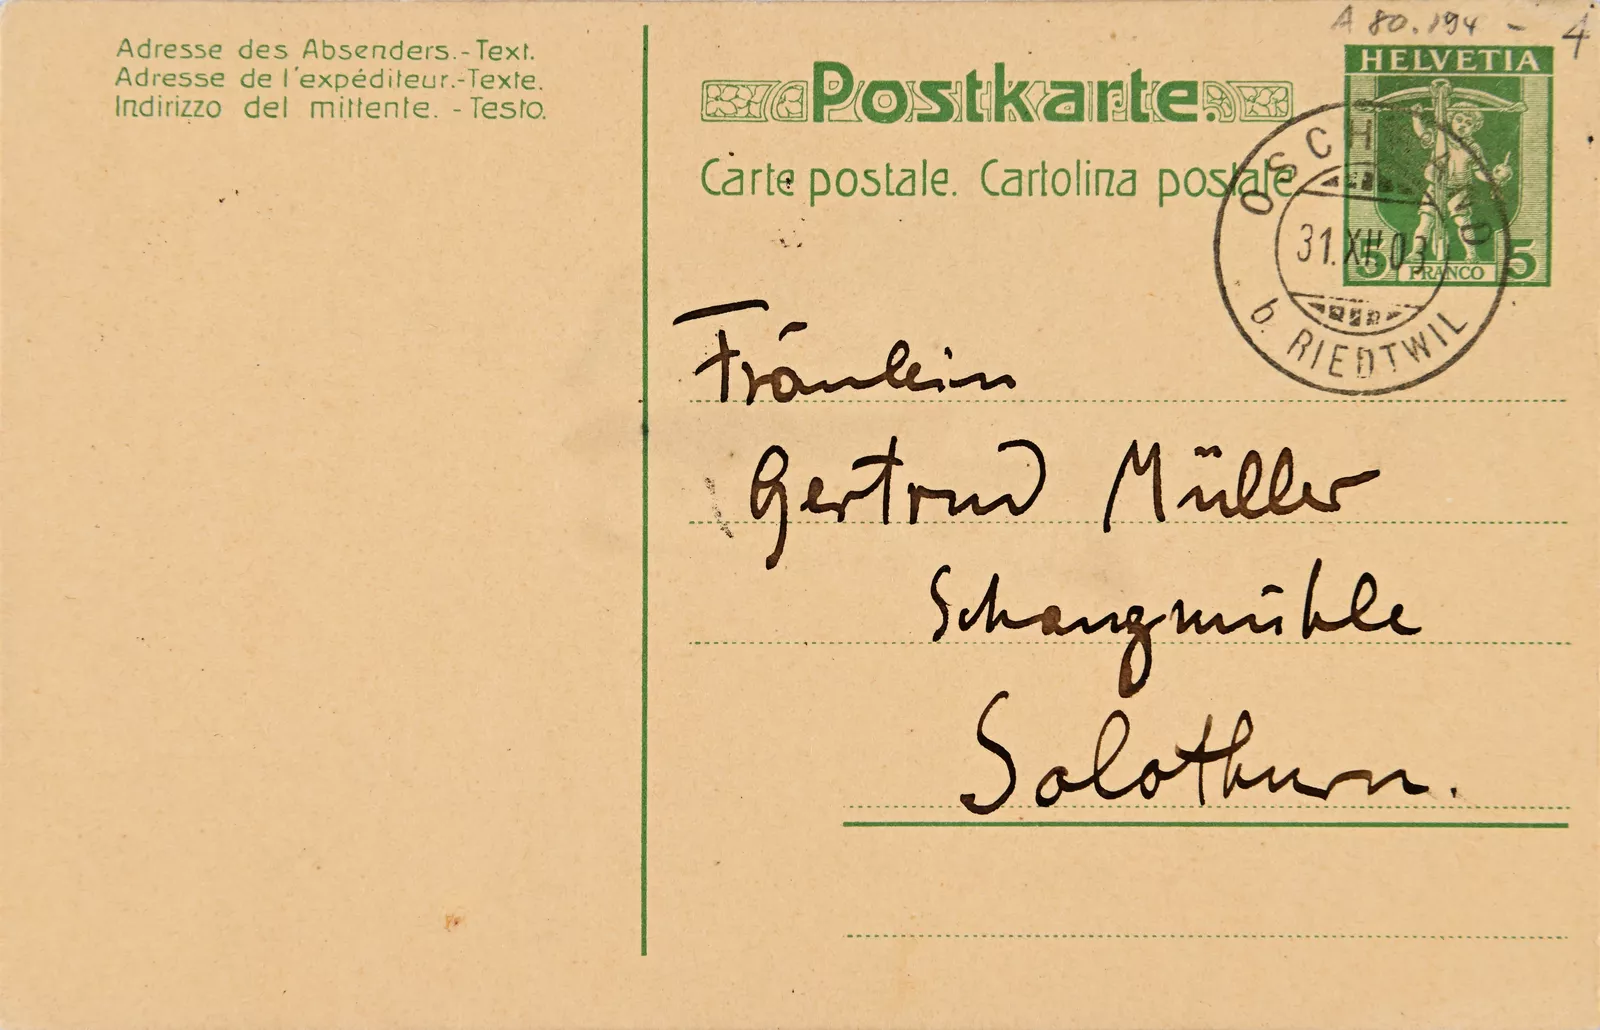 A 80.194 - 4
Adresse des Absenders.-Text.
Adresse de l'expéditeur.-Texte.
Indirizzo del mittente. - Testo.
Postkarte.
Carte postale. Cartolina postale
HELVETIA
5 FRANCO 5
OSCHWAND
31.XII.03
b. RIEDTWIL
Fräulein
Gertrud Müller
Schanzmühle
Solothurn.